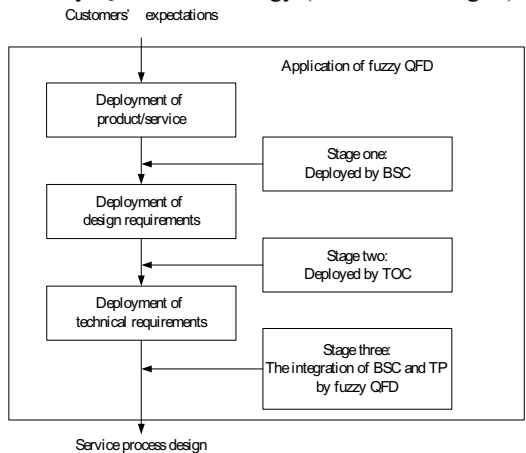 Customers' expectations
Application of fuzzy QFD
Deployment of
product/service
Stage one:
Deployed by BSC
Deployment of
design requirements
Stage two:
Deployed by TOC
Deployment of
technical requirements
Stage three:
The integration of BSC and TP
by fuzzy QFD
Service process design